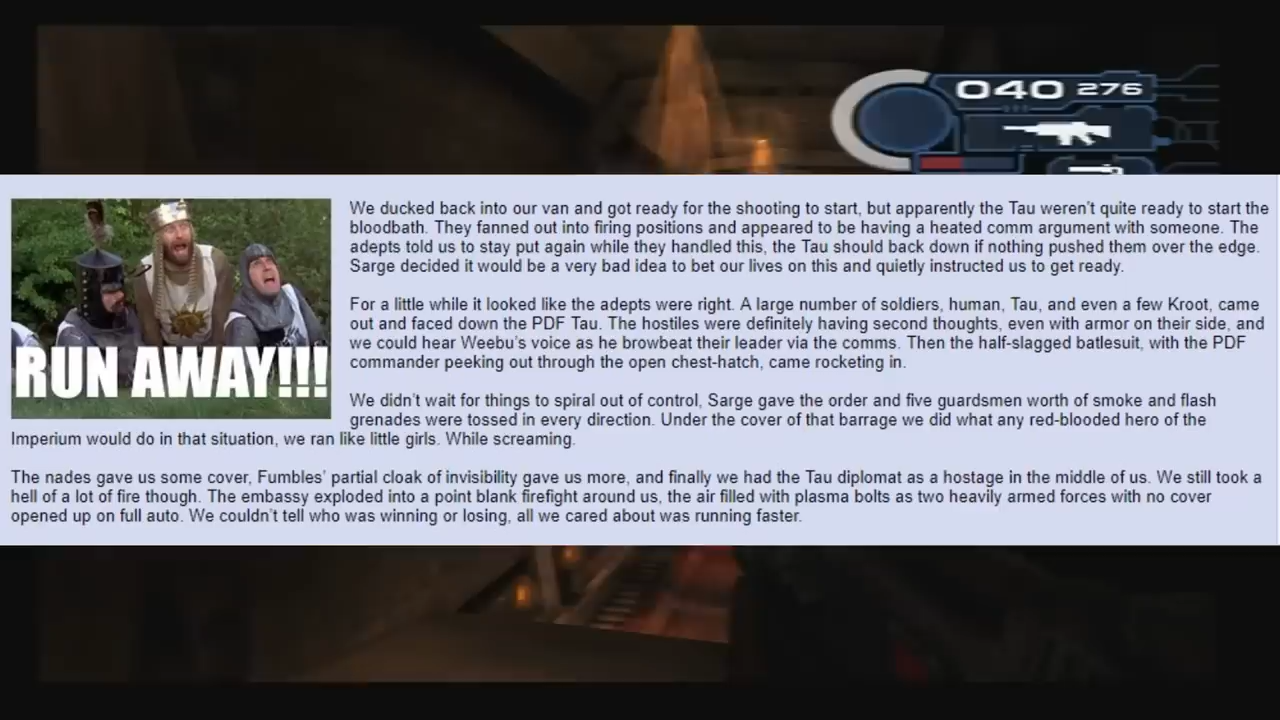 040 276
We ducked back into our van and got ready for the shooting to start, but apparently the Tau weren't quite ready to start the
bloodbath. They fanned out into firing positions and appeared to be having a heated comm argument with someone. The
adepts told us to stay put again while they handled this, the Tau should back down if nothing pushed them over the edge.
Sarge decided it would be a very bad idea to bet our lives on this and quietly instructed us to get ready.
For a little while it looked like the adepts were right. A large number of soldiers, human, Tau, and even a few Kroot, came
out and faced down the PDF Tau. The hostiles were definitely having second thoughts, even with armor on their side, and
we could hear Weebu's voice as he browbeat their leader via the comms. Then the half-slagged batlesuit, with the PDF
commander peeking out through the open chest-hatch, came rocketing in.
RUN AWAY!!!
We didn't wait for things to spiral out of control, Sarge gave the order and five guardsmen worth of smoke and flash
grenades were tossed in every direction. Under the cover of that barrage we did what any red-blooded hero of the
Imperium would do in that situation, we ran like little girls. While screaming.
The nades gave us some cover, Fumbles' partial cloak of invisibility gave us more, and finally we had the Tau diplomat as a hostage in the middle of us. We still took a
hell of a lot of fire though. The embassy exploded into a point blank firefight around us, the air filled with plasma bolts as two heavily armed forces with no cover
opened up on full auto. We couldn't tell who was winning or losing, all we cared about was running faster.